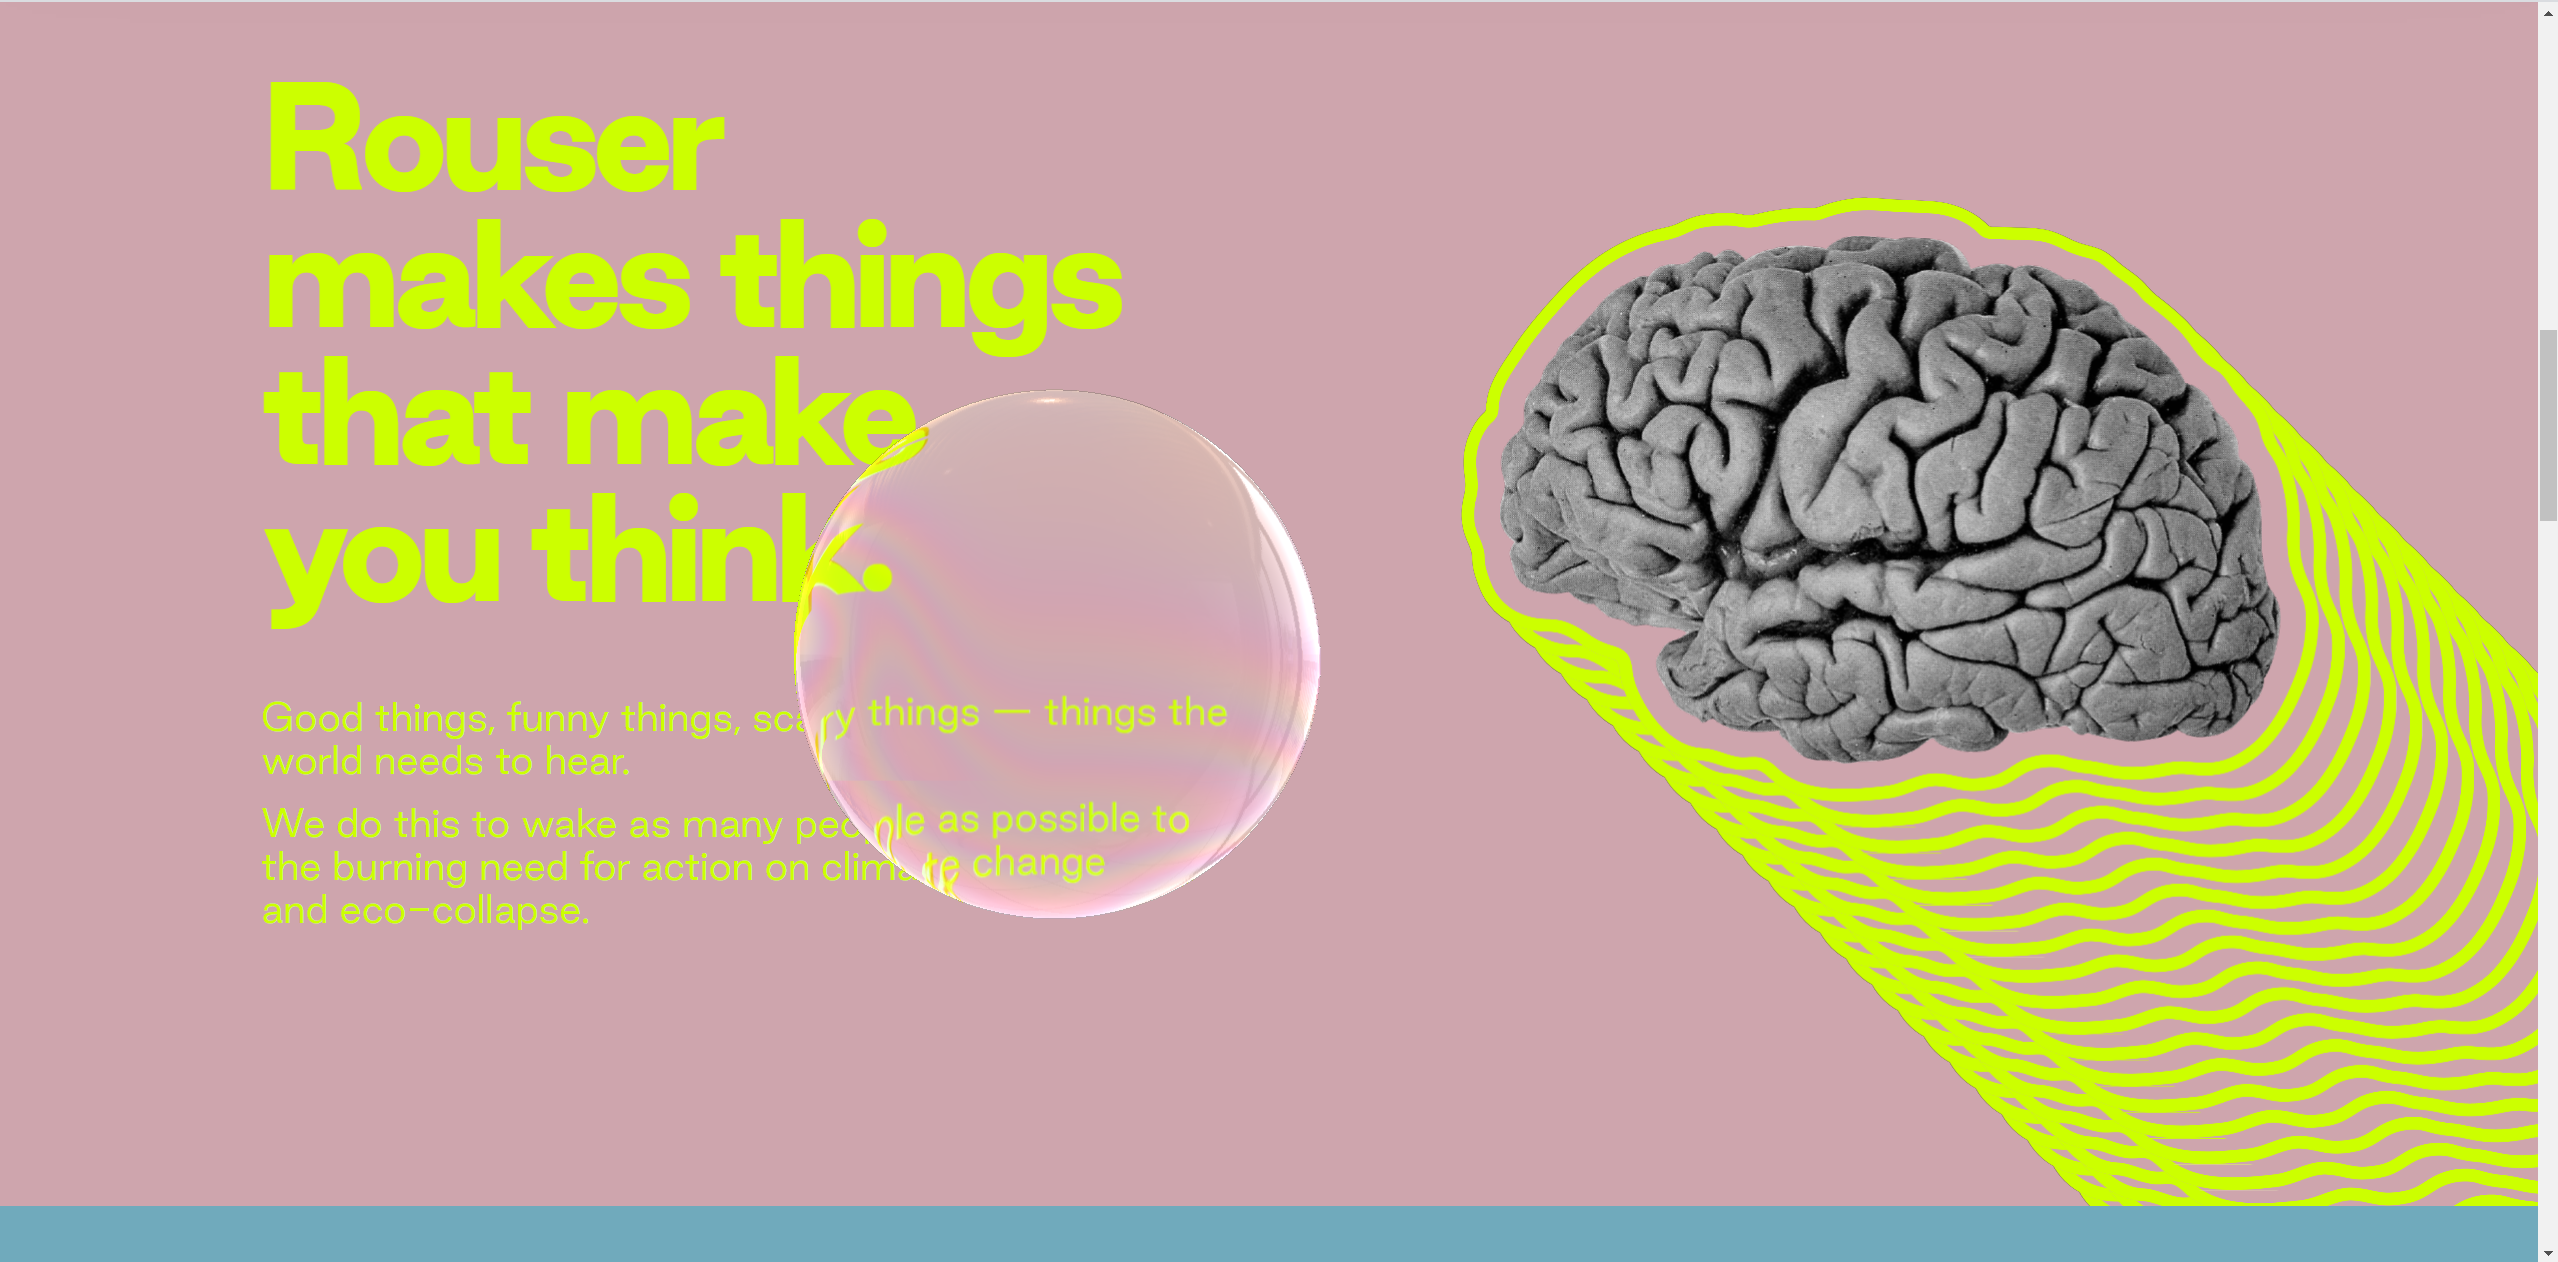 Rouser
makes things
that make
you think.
Good things, funny things, scary things — things the
world needs to hear.
We do this to wake as many people as possible to
the burning need for action on climate change
and eco-collapse.